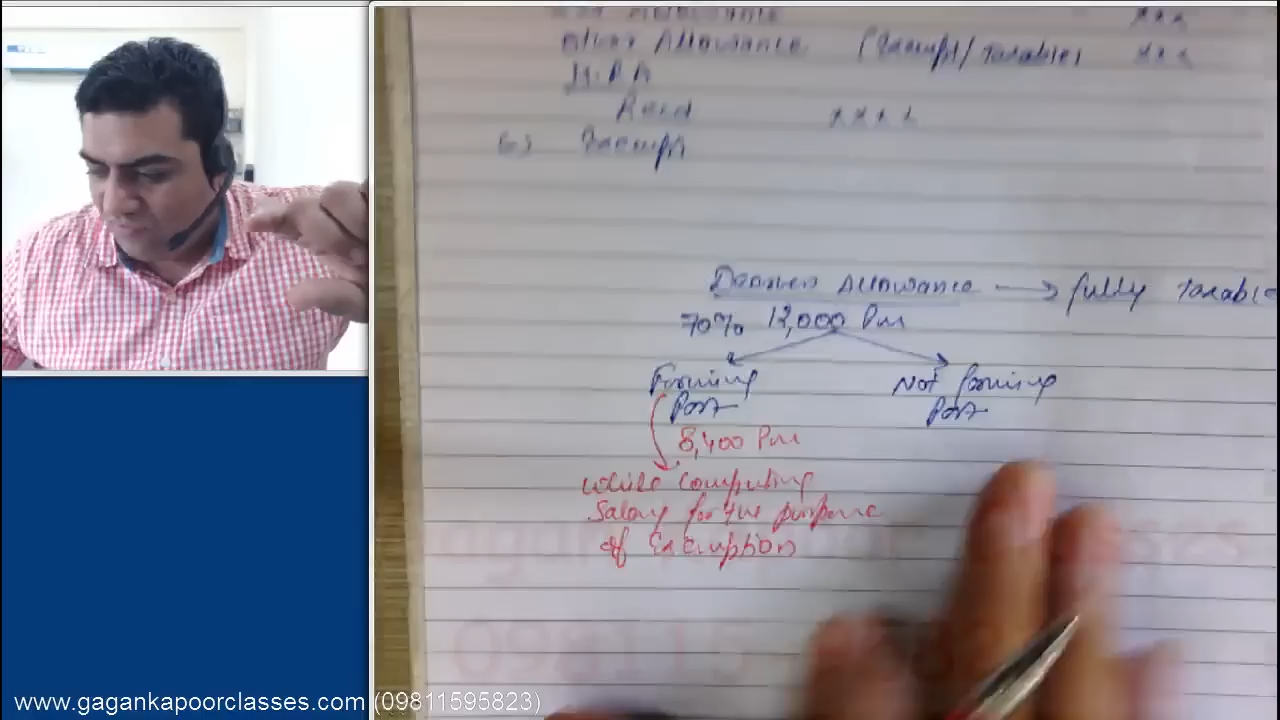 Other Allowance (Exempt/Taxable) xxx
H.R.A
Recd xxxx
(-) Exempt
Dearness Allowance → fully Taxable
70% 12,000 Pm
Forming Not forming
Part Part
8,400 Pm
While Computing
Salary for the purpose
of Exemption
www.gagankapoorclasses.com (09811595823)